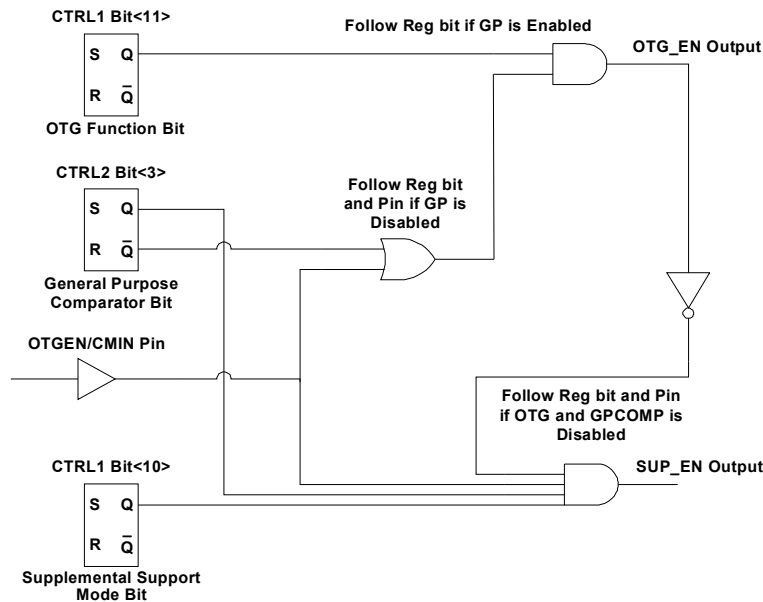 CTRL1 Bit<11>
S Q
R Q̅
OTG Function Bit
Follow Reg bit if GP is Enabled
OTG_EN Output
CTRL2 Bit<3>
S Q
R Q̅
General Purpose
Comparator Bit
Follow Reg bit
and Pin if GP is
Disabled
OTGEN/CMIN Pin
Follow Reg bit and Pin
if OTG and GPCOMP is
Disabled
CTRL1 Bit<10>
S Q
R Q̅
Supplemental Support
Mode Bit
SUP_EN Output